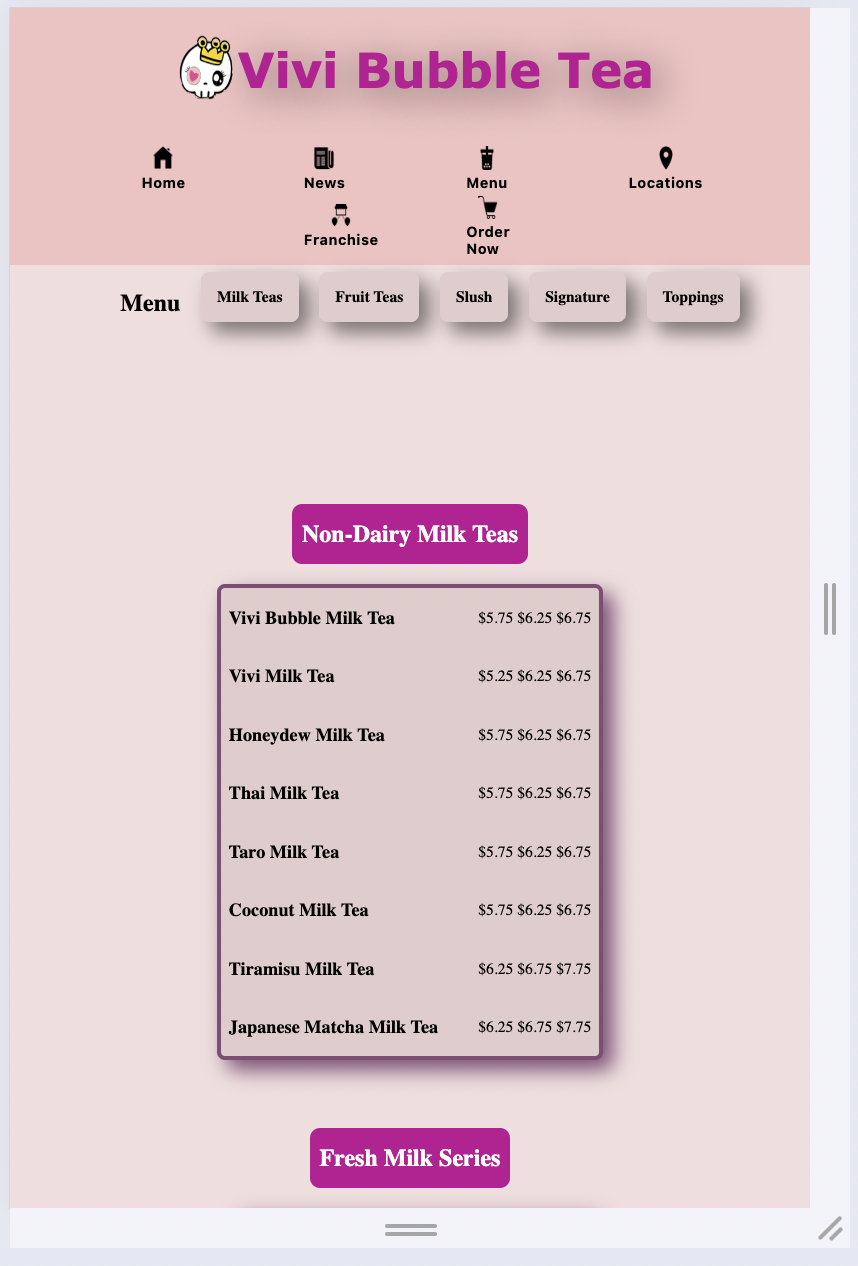 Vivi Bubble Tea
Home News Menu Locations
Franchise Order
Now
Menu Milk Teas Fruit Teas Slush Signature Toppings
Non-Dairy Milk Teas
Vivi Bubble Milk Tea $5.75 $6.25 $6.75
Vivi Milk Tea $5.25 $6.25 $6.75
Honeydew Milk Tea $5.75 $6.25 $6.75
Thai Milk Tea $5.75 $6.25 $6.75
Taro Milk Tea $5.75 $6.25 $6.75
Coconut Milk Tea $5.75 $6.25 $6.75
Tiramisu Milk Tea $6.25 $6.75 $7.75
Japanese Matcha Milk Tea $6.25 $6.75 $7.75
Fresh Milk Series